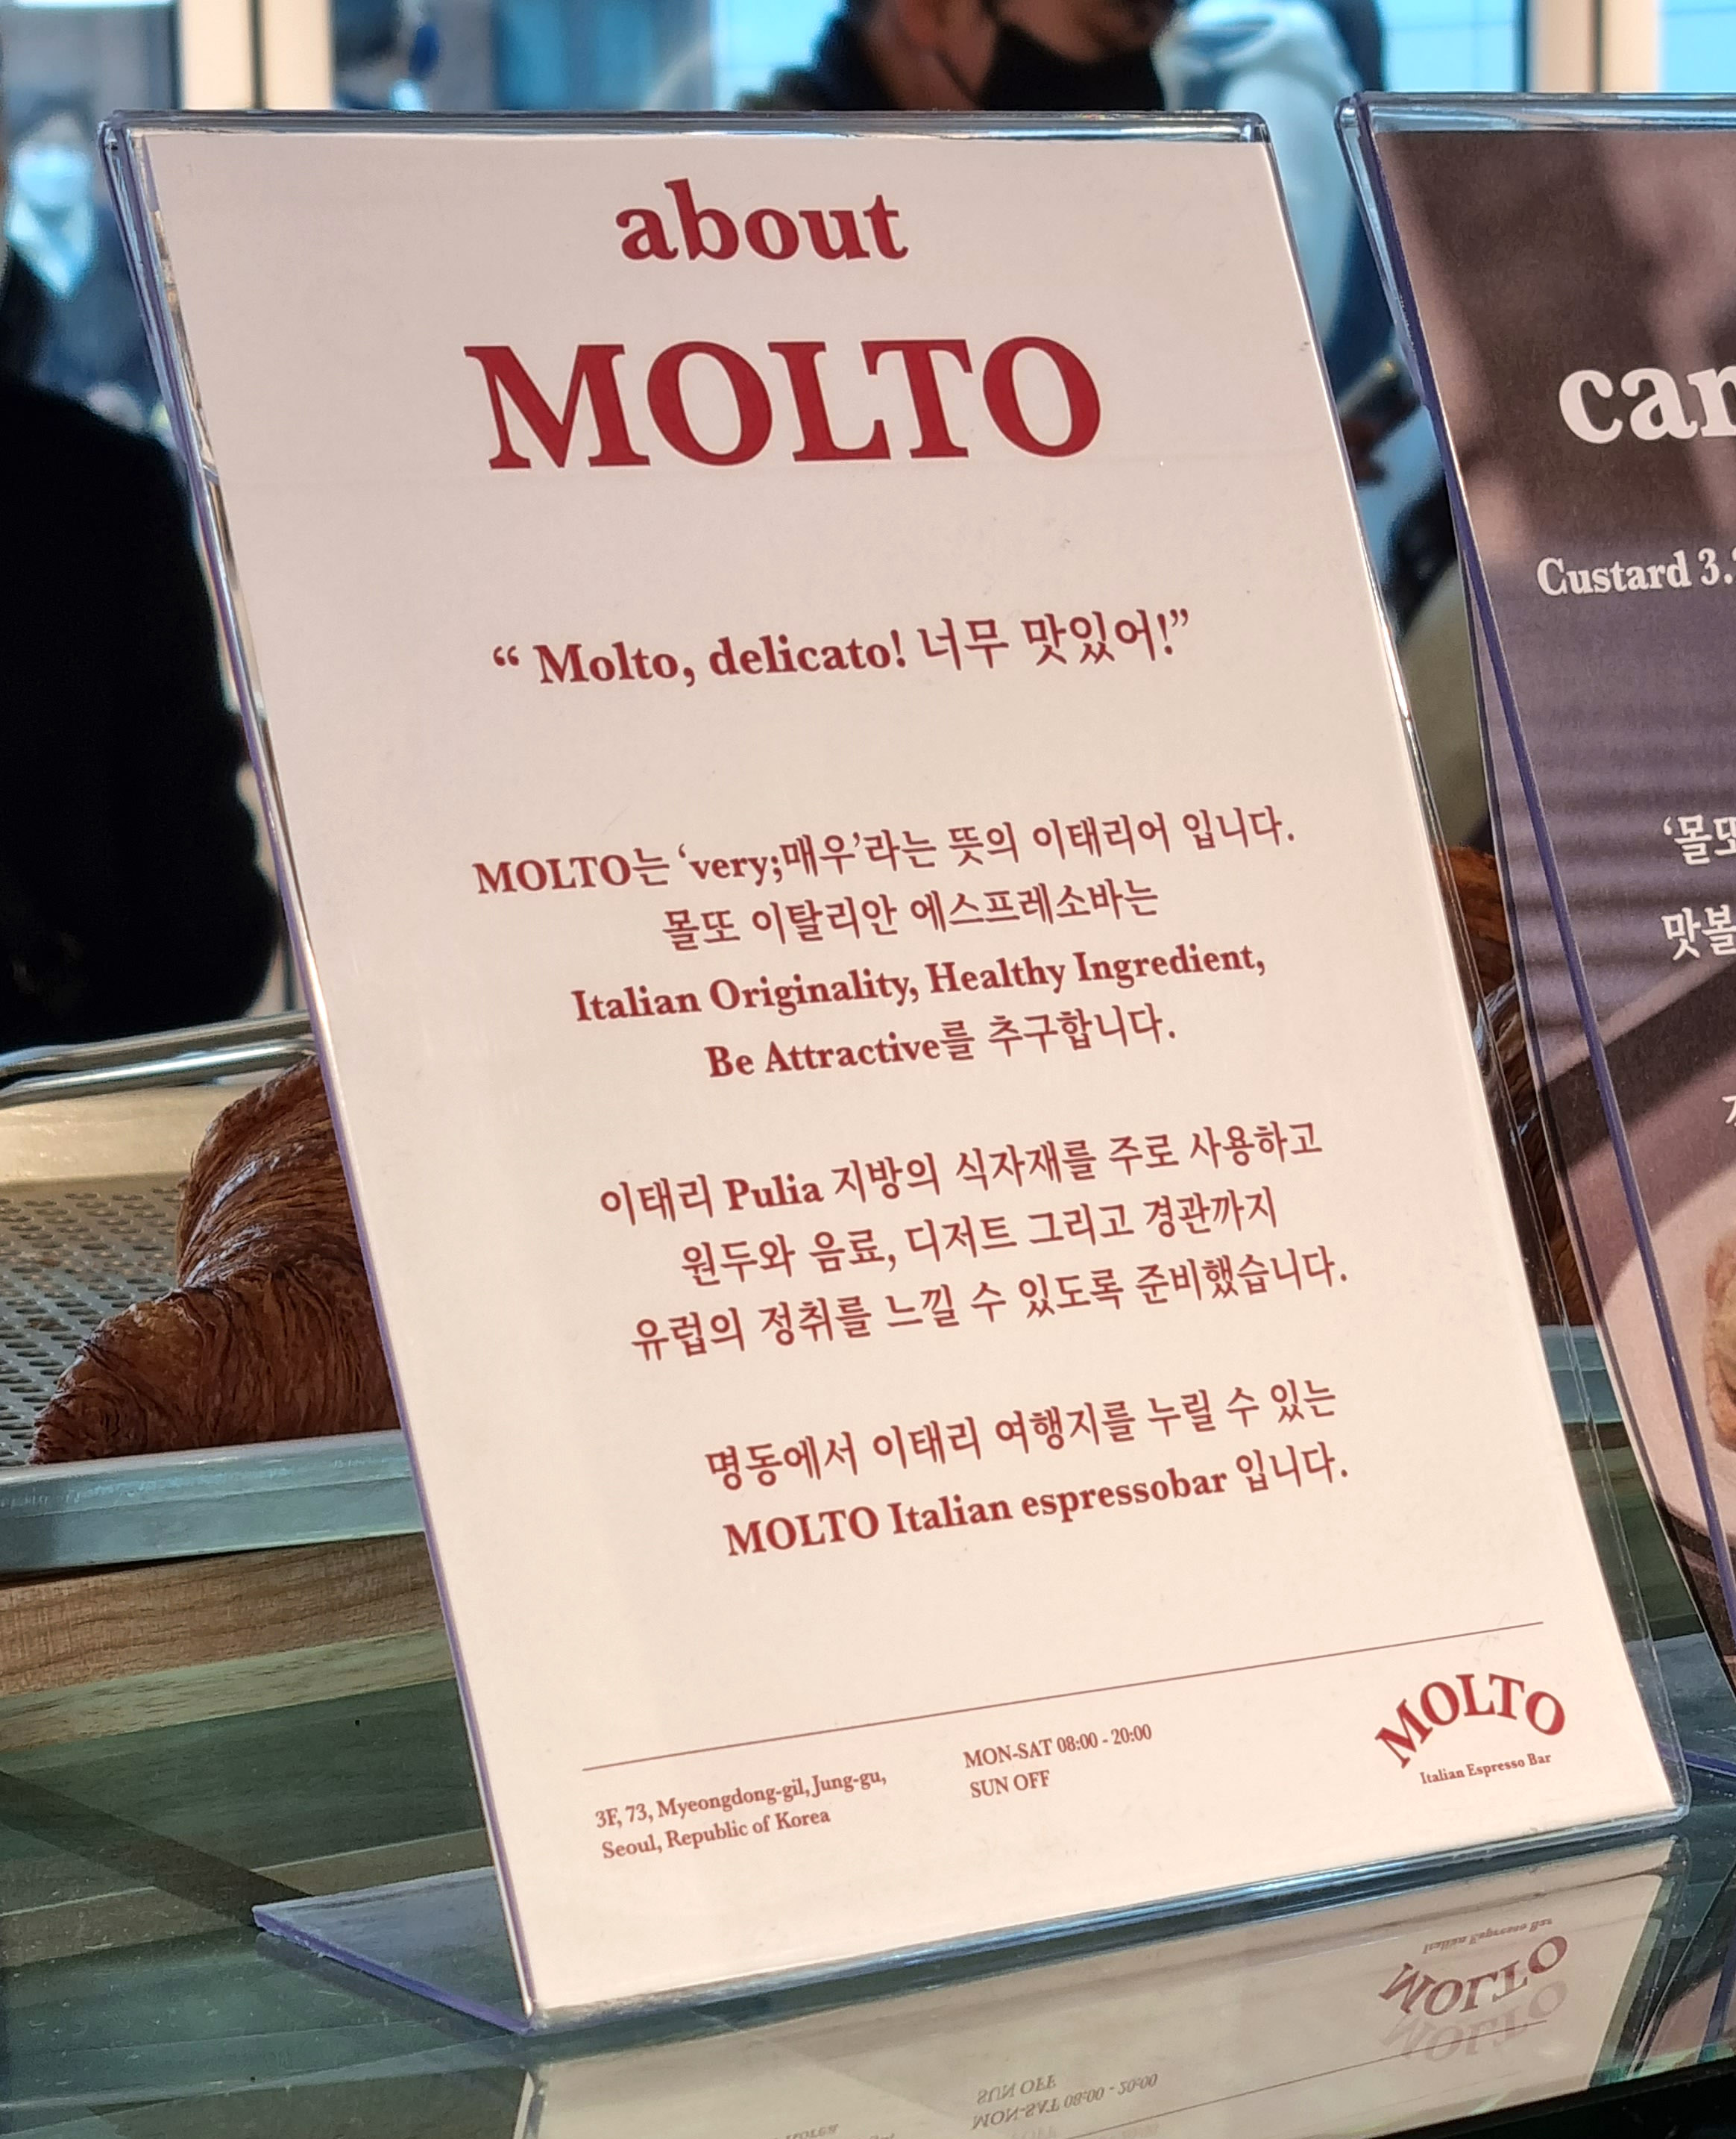 about
MOLTO
“ Molto, delicato! 너무 맛있어!”
MOLTO는 ‘very;매우’라는 뜻의 이태리어 입니다.
몰또 이탈리안 에스프레소바는
Italian Originality, Healthy Ingredient,
Be Attractive를 추구합니다.
이태리 Pulia 지방의 식자재를 주로 사용하고
원두와 음료, 디저트 그리고 경관까지
유럽의 정취를 느낄 수 있도록 준비했습니다.
명동에서 이태리 여행지를 누릴 수 있는
MOLTO Italian espressobar 입니다.
3F, 73, Myeongdong-gil, Jung-gu,
Seoul, Republic of Korea
MON-SAT 08:00 - 20:00
SUN OFF
MOLTO
Italian Espresso Bar
Custard